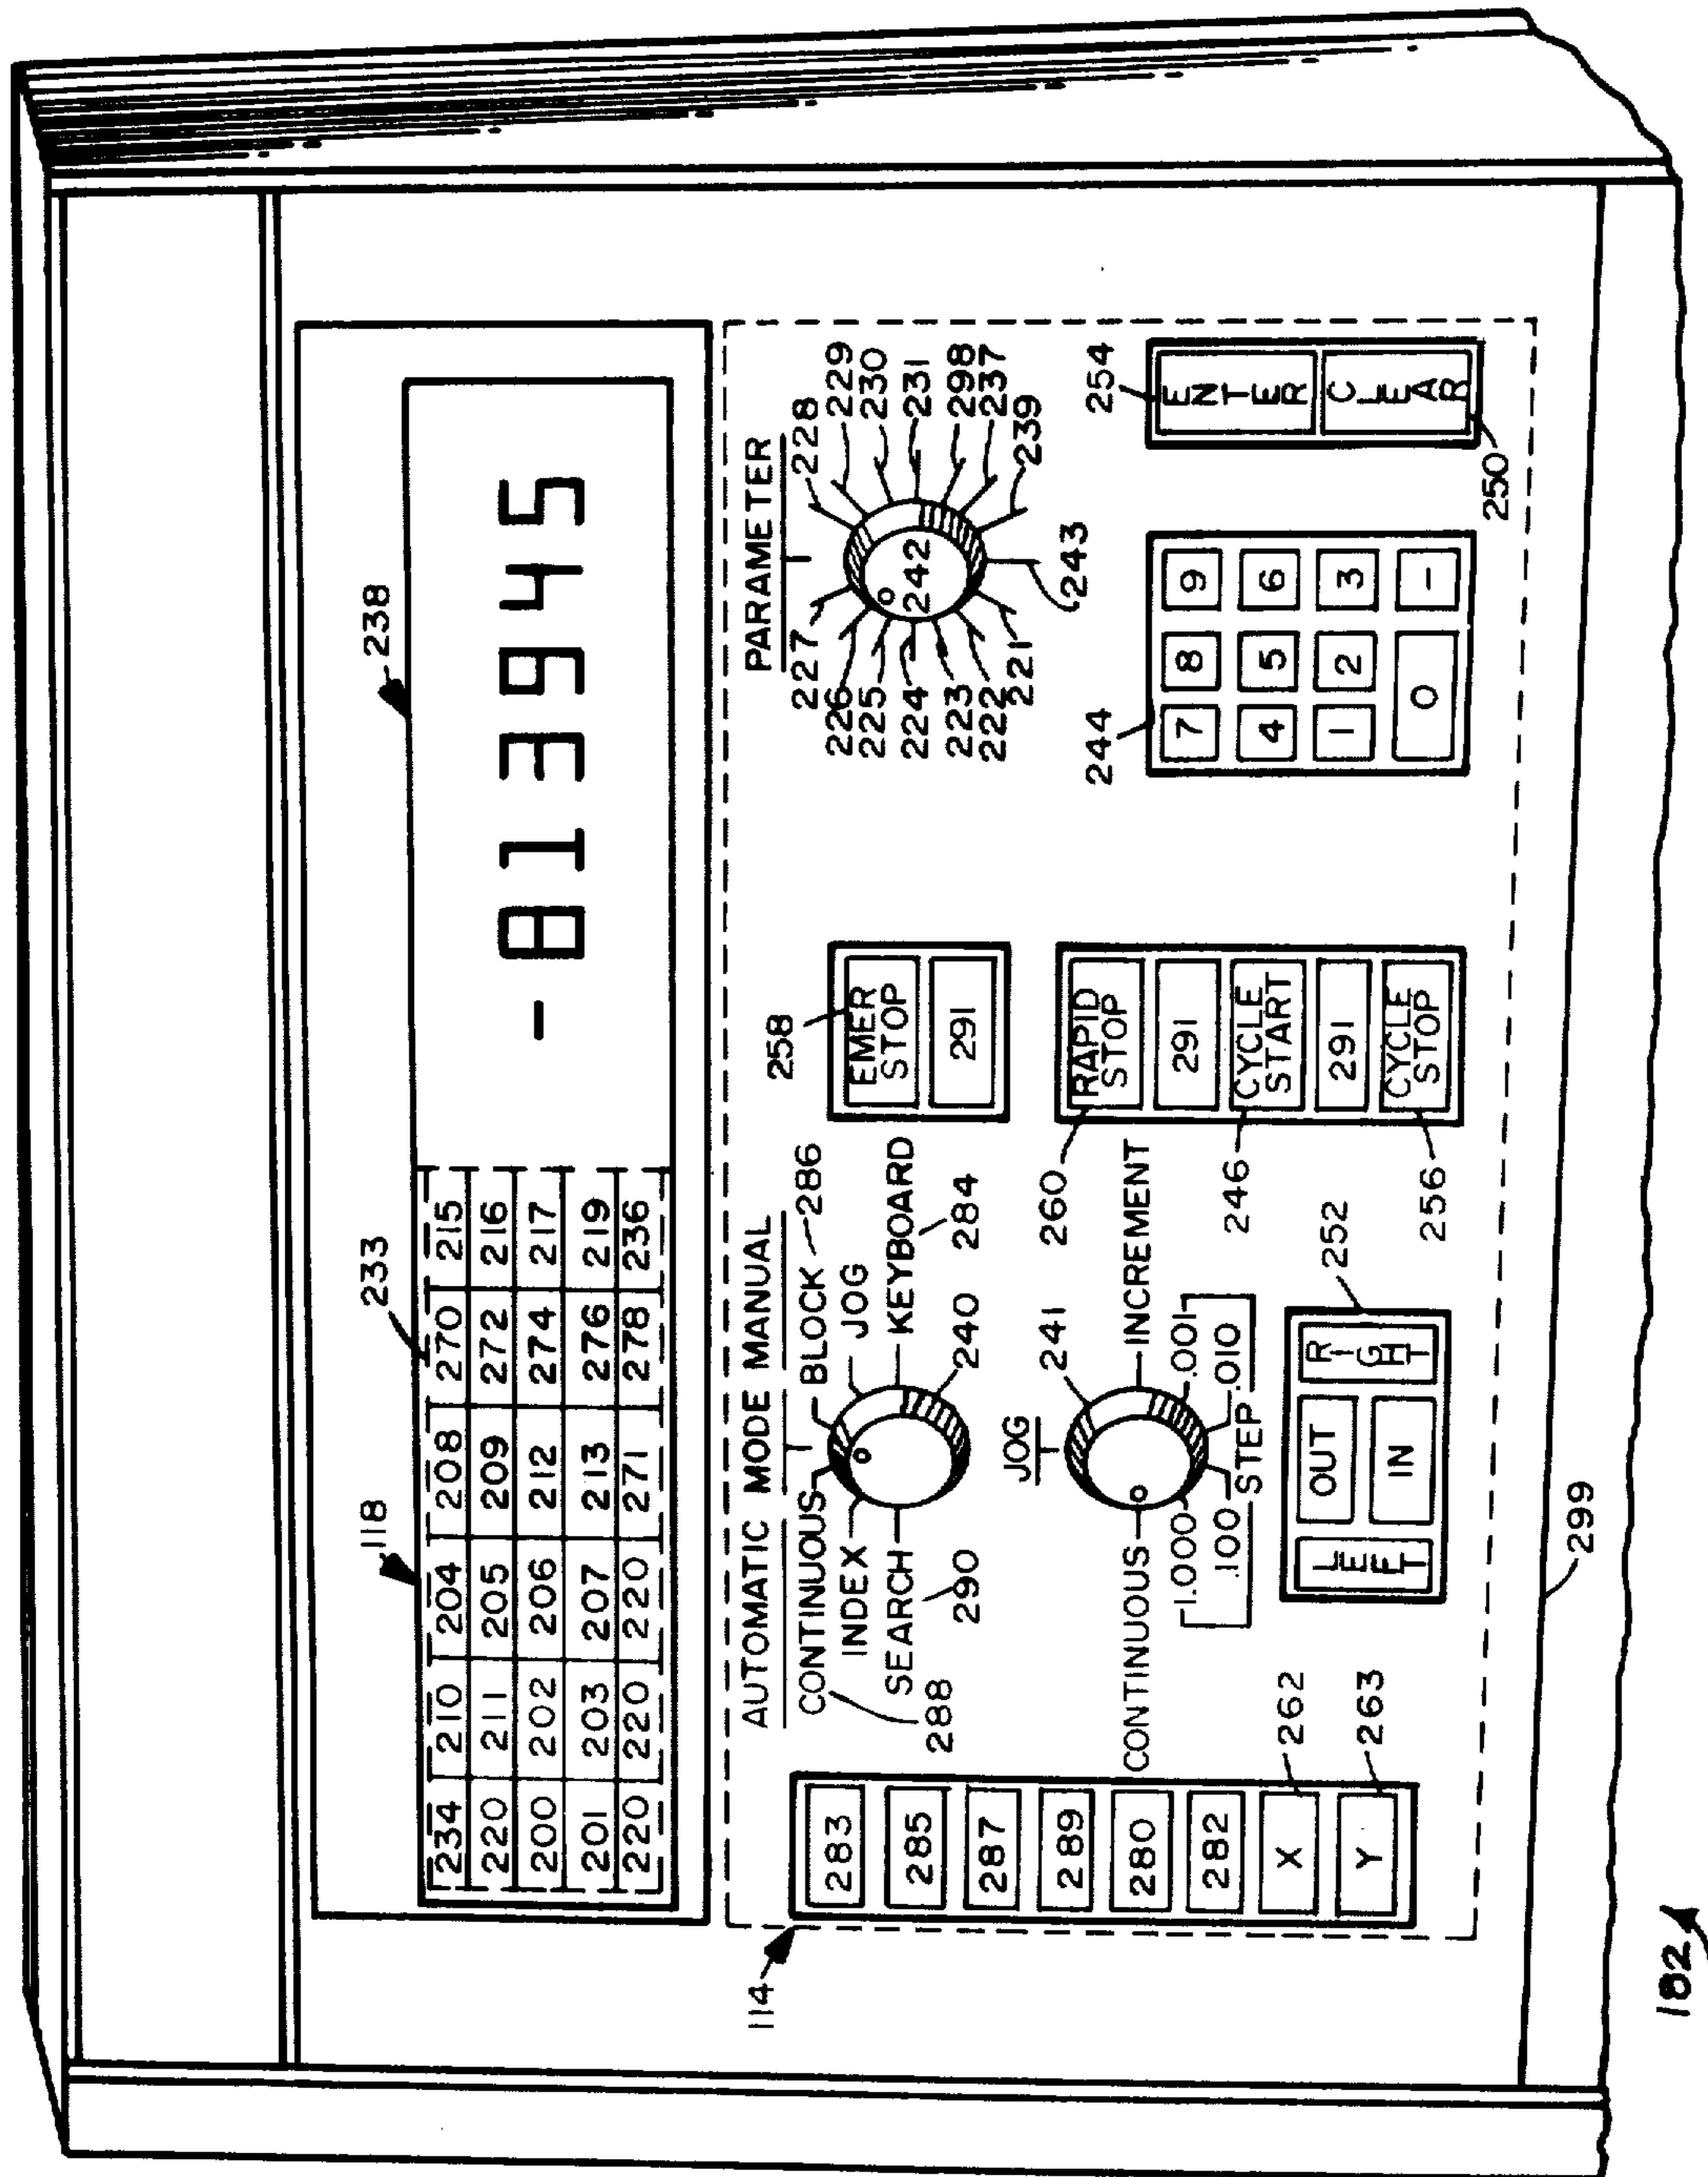 118
233
238
234 210 204 208 270 215
220 211 205 209 272 216
200 202 206 212 274 217
201 203 207 213 276 219
220 220 220 271 278 236
- 813945
114
283
285
287
289
280
282
X
Y
262
263
AUTOMATIC MODE MANUAL
CONTINUOUS
BLOCK
286
INDEX
JOG
SEARCH
KEYBOARD
288
290
240
284
JOG
241
CONTINUOUS
INCREMENT
1.000
.001
.100
.010
STEP
LEFT
OUT
IN
RIGHT
252
258
EMER
STOP
291
260
RAPID
STOP
291
CYCLE
START
291
CYCLE
STOP
246
256
PARAMETER
227
228
226
229
225
230
224
242
231
223
298
222
237
221
239
243
244
7 8 9
4 5 6
1 2 3
0 -
254
ENTER
CLEAR
250
299
182